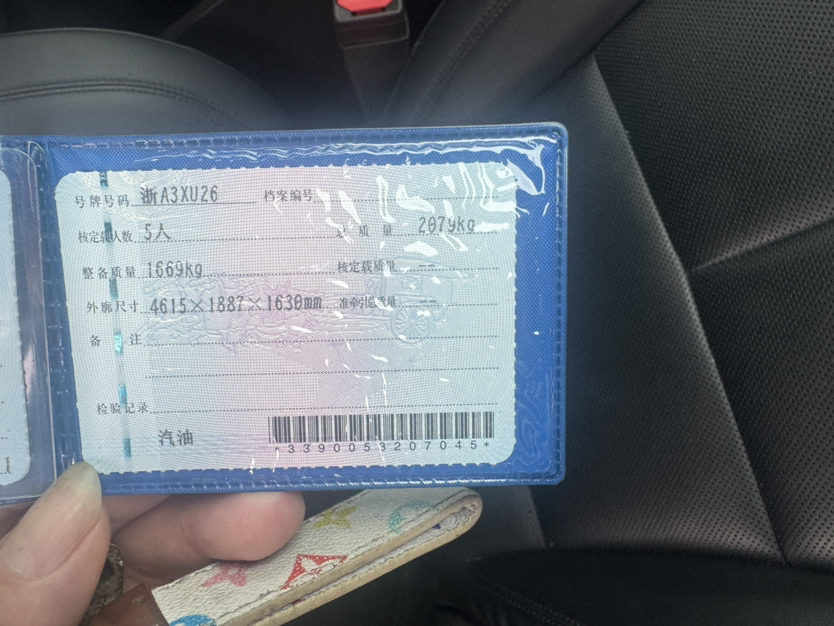 号牌号码 浙A3XU26 档案编号
核定载人数 5人 总质量 2079kg
整备质量 1669kg 核定载质量 --
外廓尺寸 4615×1887×1630mm 准牵引总质量 --
备注
检验记录
汽油
*3390053207045*